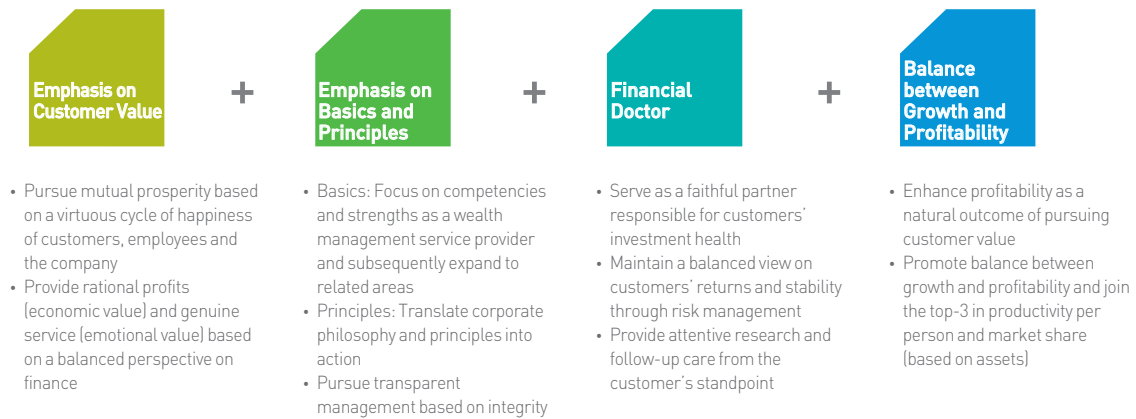 Emphasis on
Customer Value
+
Emphasis on
Basics and
Principles
+
Financial
Doctor
+
Balance
between
Growth and
Profitability
• Pursue mutual prosperity based
on a virtuous cycle of happiness
of customers, employees and
the company
• Provide rational profits
(economic value) and genuine
service (emotional value) based
on a balanced perspective on
finance
• Basics: Focus on competencies
and strengths as a wealth
management service provider
and subsequently expand to
related areas
• Principles: Translate corporate
philosophy and principles into
action
• Pursue transparent
management based on integrity
• Serve as a faithful partner
responsible for customers'
investment health
• Maintain a balanced view on
customers' returns and stability
through risk management
• Provide attentive research and
follow-up care from the
customer's standpoint
• Enhance profitability as a
natural outcome of pursuing
customer value
• Promote balance between
growth and profitability and join
the top-3 in productivity per
person and market share
(based on assets)